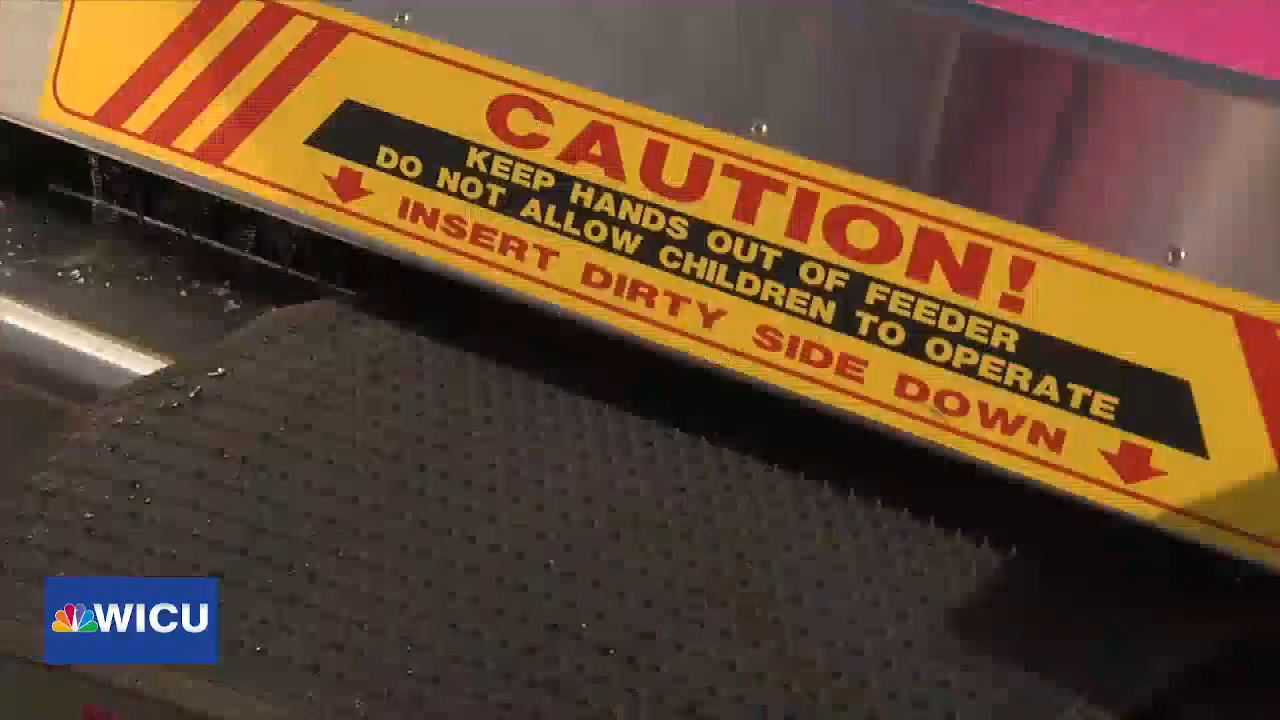 CAUTION!
KEEP HANDS OUT OF FEEDER
DO NOT ALLOW CHILDREN TO OPERATE
INSERT DIRTY SIDE DOWN
WICU